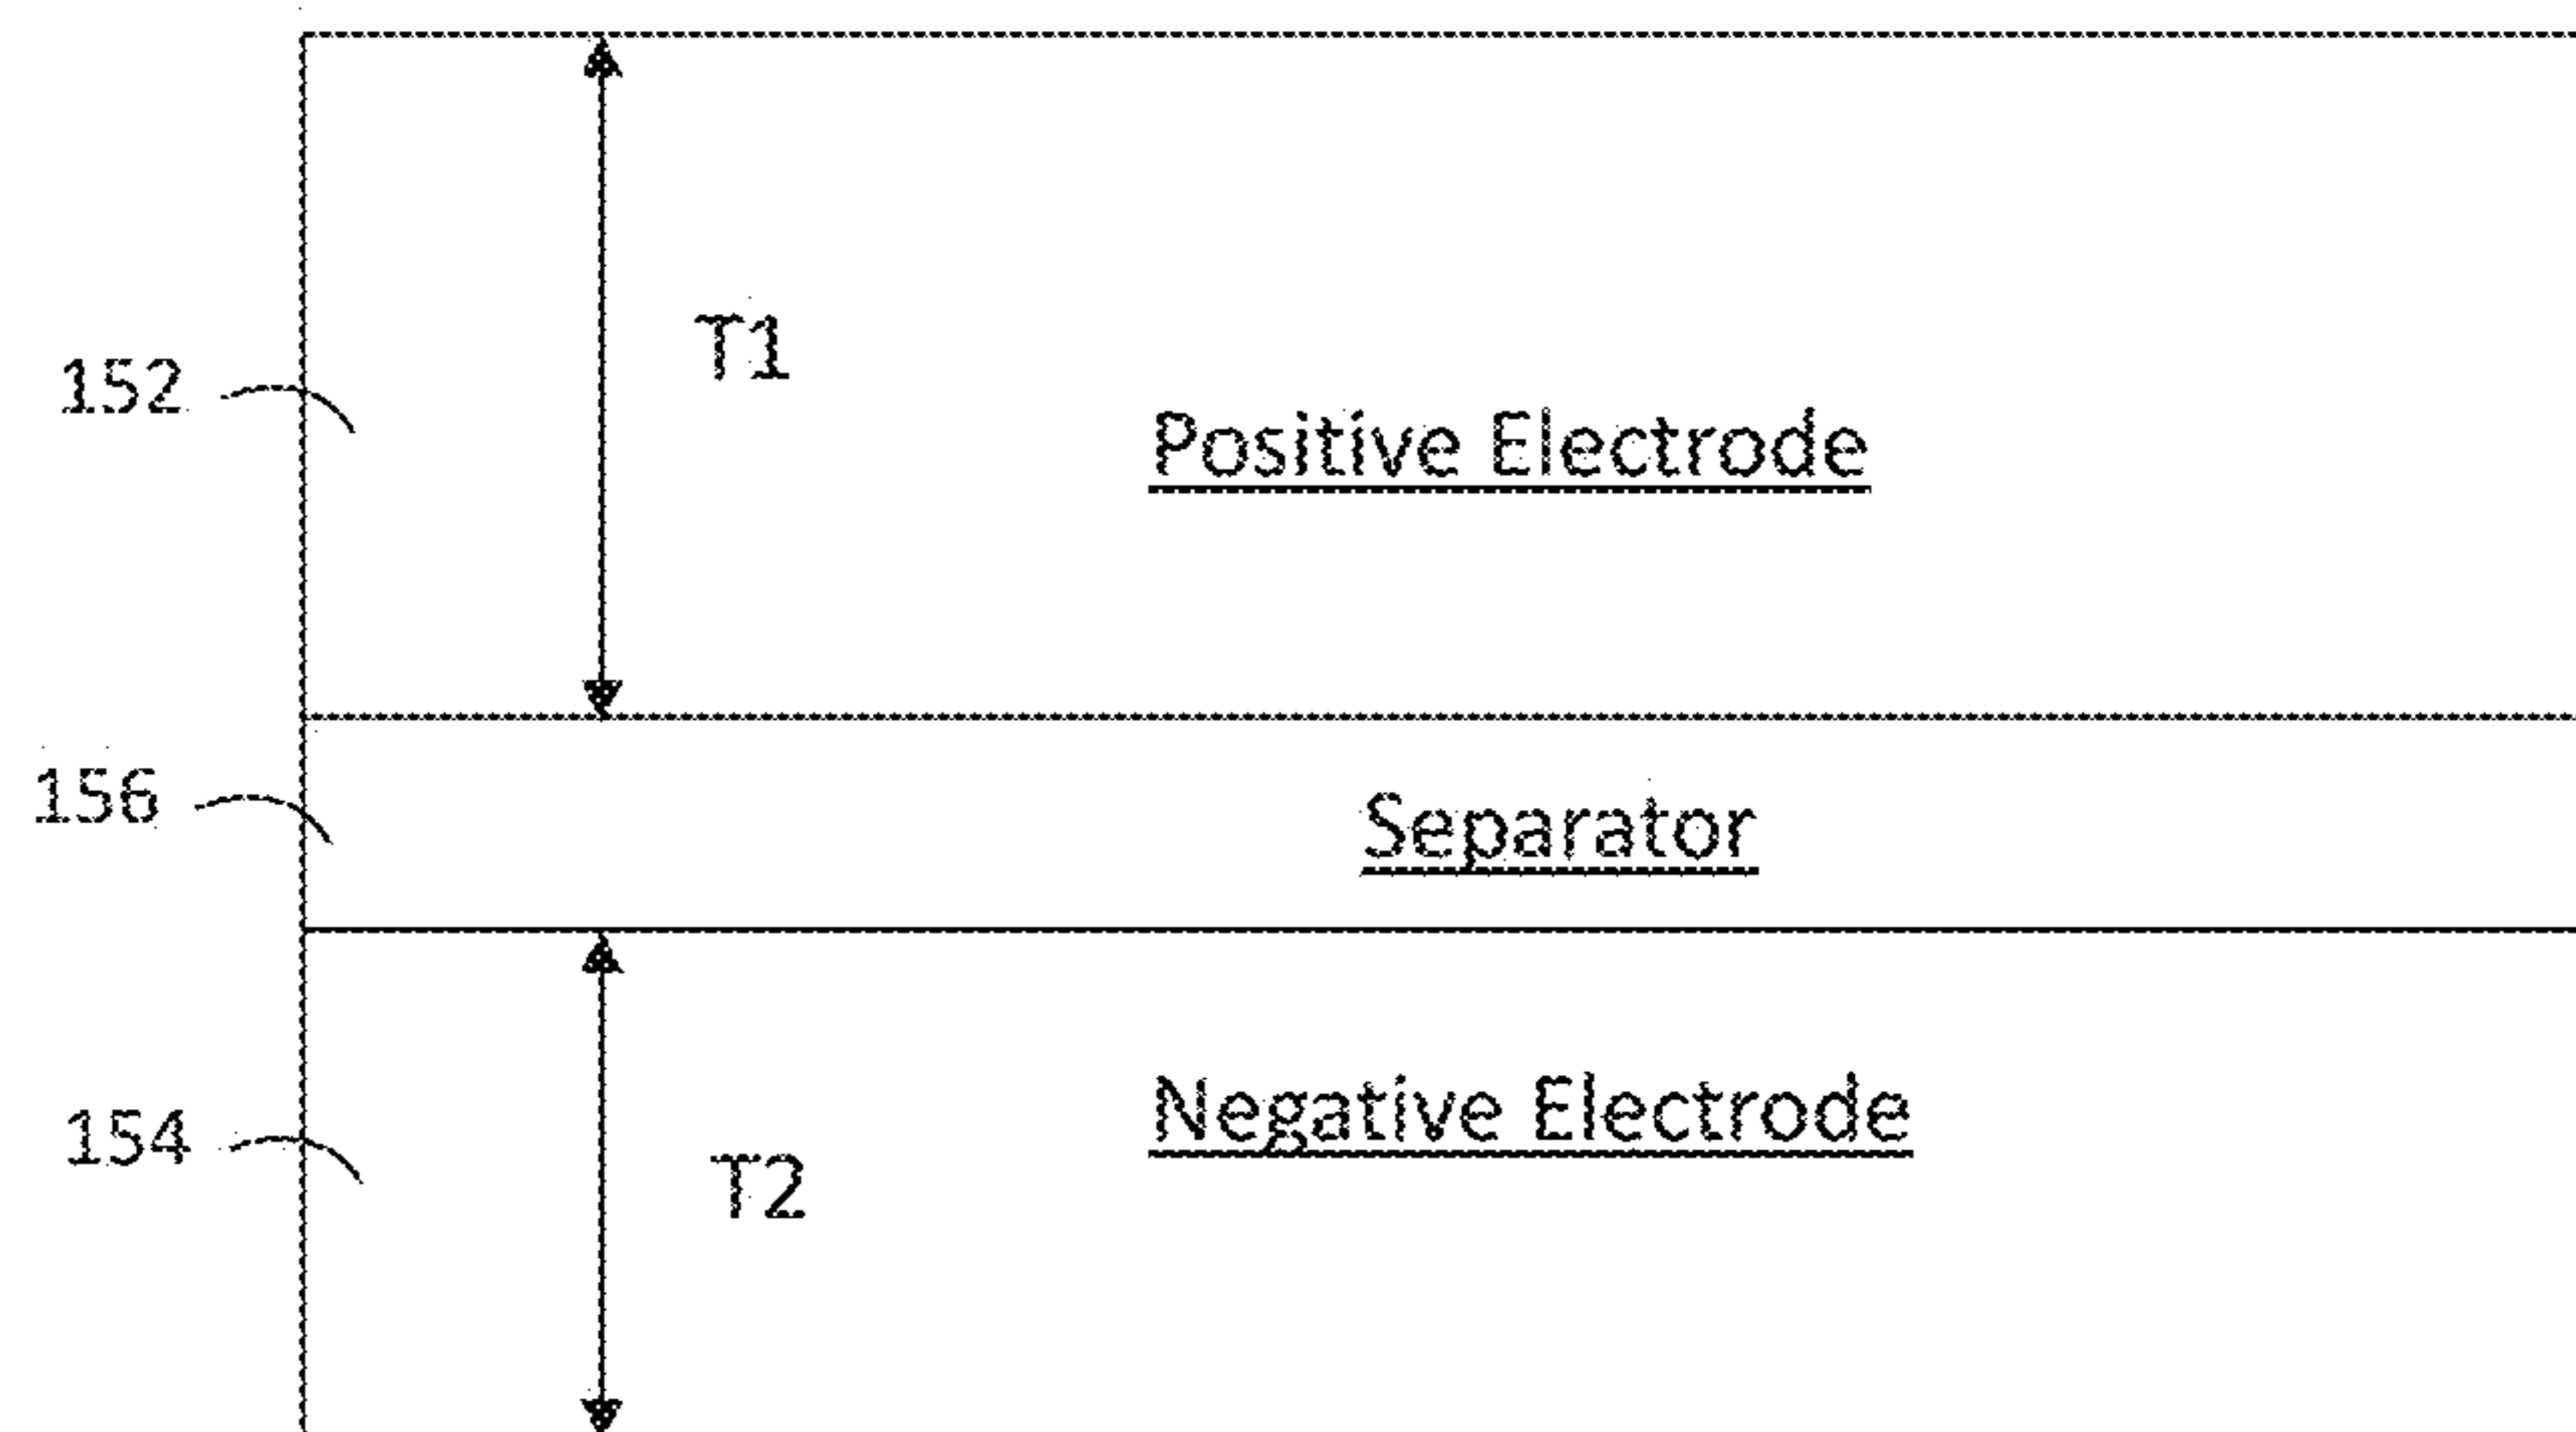 T1
152
Positive Electrode
156
Separator
Negative Electrode
154
T2